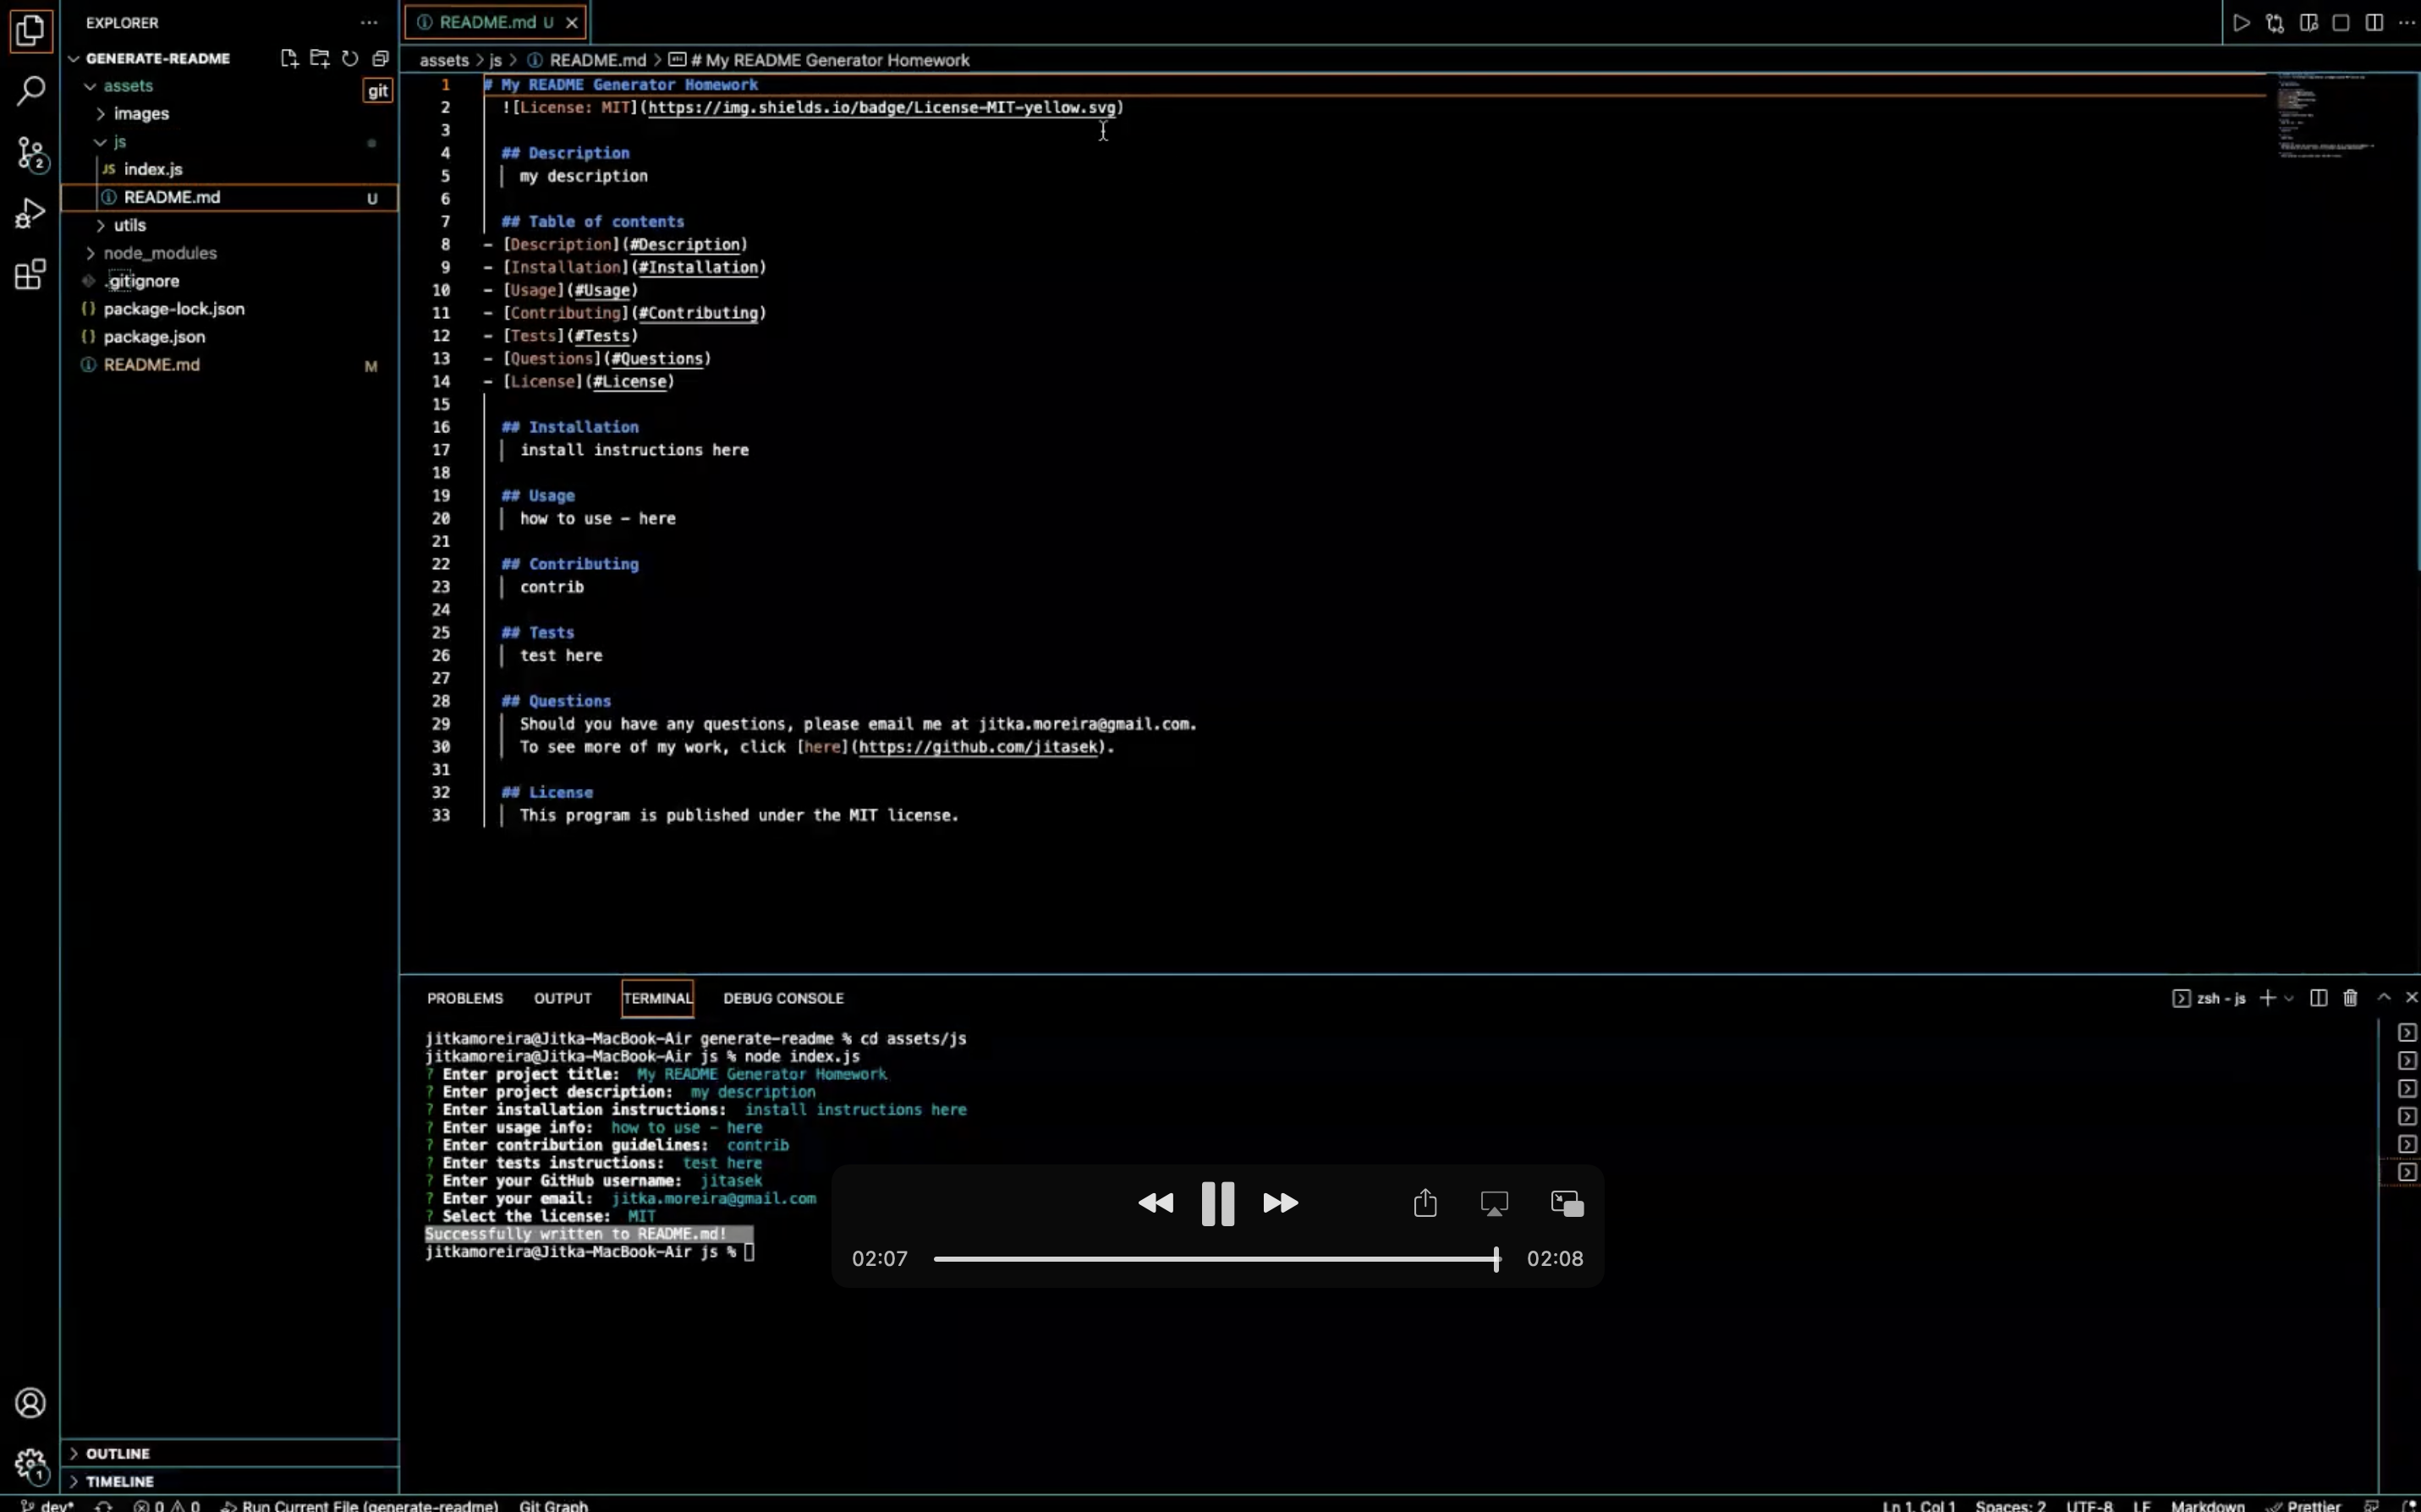 EXPLORER
GENERATE-README
assets
git
images
js
JS index.js
README.md U
utils
node_modules
.gitignore
{} package-lock.json
{} package.json
README.md M
OUTLINE
TIMELINE
2
1
README.md U
assets > js > README.md > # My README Generator Homework
1 # My README Generator Homework
2 ![License: MIT](https://img.shields.io/badge/License-MIT-yellow.svg)
3
4 ## Description
5 my description
6
7 ## Table of contents
8 - [Description](#Description)
9 - [Installation](#Installation)
10 - [Usage](#Usage)
11 - [Contributing](#Contributing)
12 - [Tests](#Tests)
13 - [Questions](#Questions)
14 - [License](#License)
15
16 ## Installation
17 install instructions here
18
19 ## Usage
20 how to use - here
21
22 ## Contributing
23 contrib
24
25 ## Tests
26 test here
27
28 ## Questions
29 Should you have any questions, please email me at jitka.moreira@gmail.com.
30 To see more of my work, click [here](https://github.com/jitasek).
31
32 ## License
33 This program is published under the MIT license.
PROBLEMS OUTPUT TERMINAL DEBUG CONSOLE
zsh - js
jitkamoreira@Jitka-MacBook-Air generate-readme % cd assets/js
jitkamoreira@Jitka-MacBook-Air js % node index.js
? Enter project title: My README Generator Homework
? Enter project description: my description
? Enter installation instructions: install instructions here
? Enter usage info: how to use - here
? Enter contribution guidelines: contrib
? Enter tests instructions: test here
? Enter your GitHub username: jitasek
? Enter your email: jitka.moreira@gmail.com
? Select the license: MIT
Successfully written to README.md!
jitkamoreira@Jitka-MacBook-Air js %
02:07
02:08
dev* 0 0 Run Current File (generate-readme) Git Graph
Ln 1, Col 1 Spaces: 2 UTF-8 LF Markdown Prettier